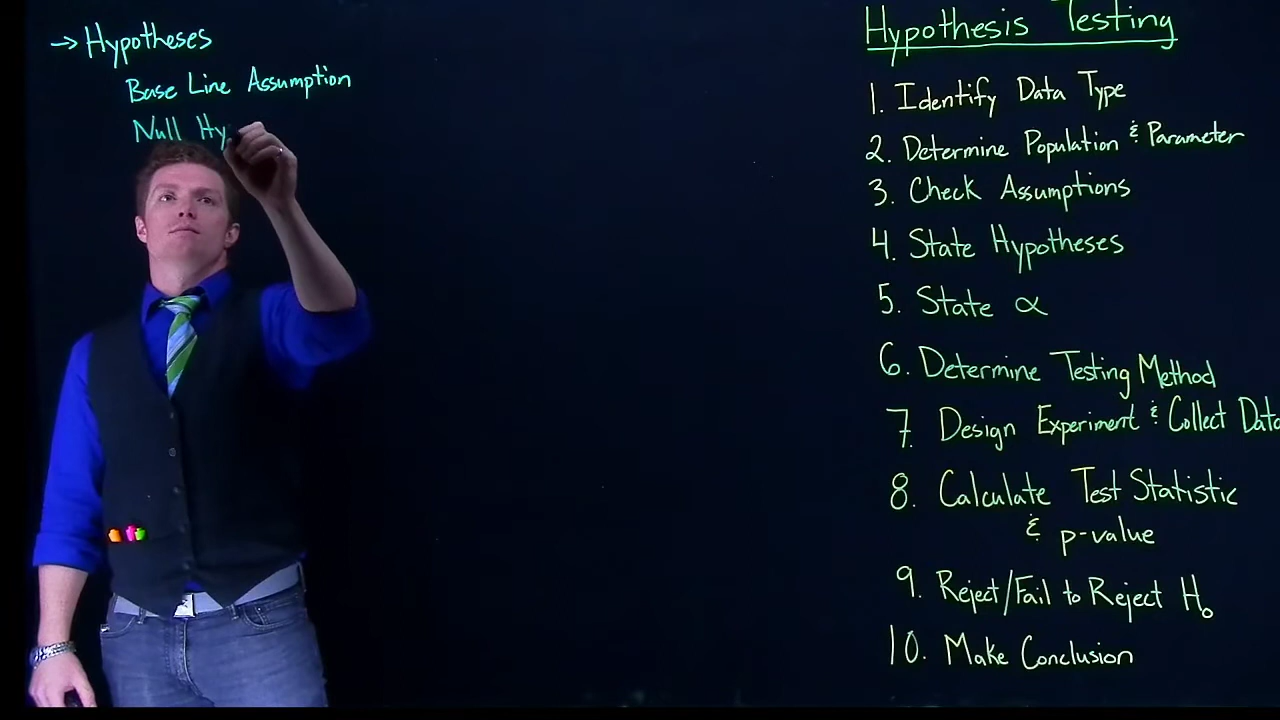 → Hypotheses
Base Line Assumption
Null Hy
Hypothesis Testing
1. Identify Data Type
2. Determine Population & Parameter
3. Check Assumptions
4. State Hypotheses
5. State ∝
6. Determine Testing Method
7. Design Experiment & Collect Data
8. Calculate Test Statistic
& p-value
9. Reject/Fail to Reject H₀
10. Make Conclusion